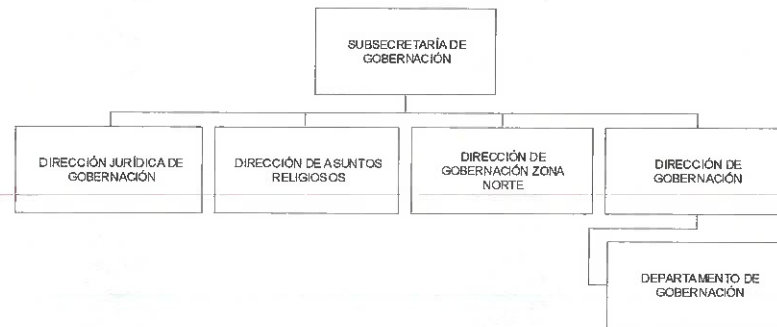 SUBSECRETARÍA DE
GOBERNACIÓN
DIRECCIÓN JURÍDICA DE
GOBERNACIÓN
DIRECCIÓN DE ASUNTOS
RELIGIOSOS
DIRECCIÓN DE
GOBERNACIÓN ZONA
NORTE
DIRECCIÓN DE
GOBERNACIÓN
DEPARTAMENTO DE
GOBERNACIÓN